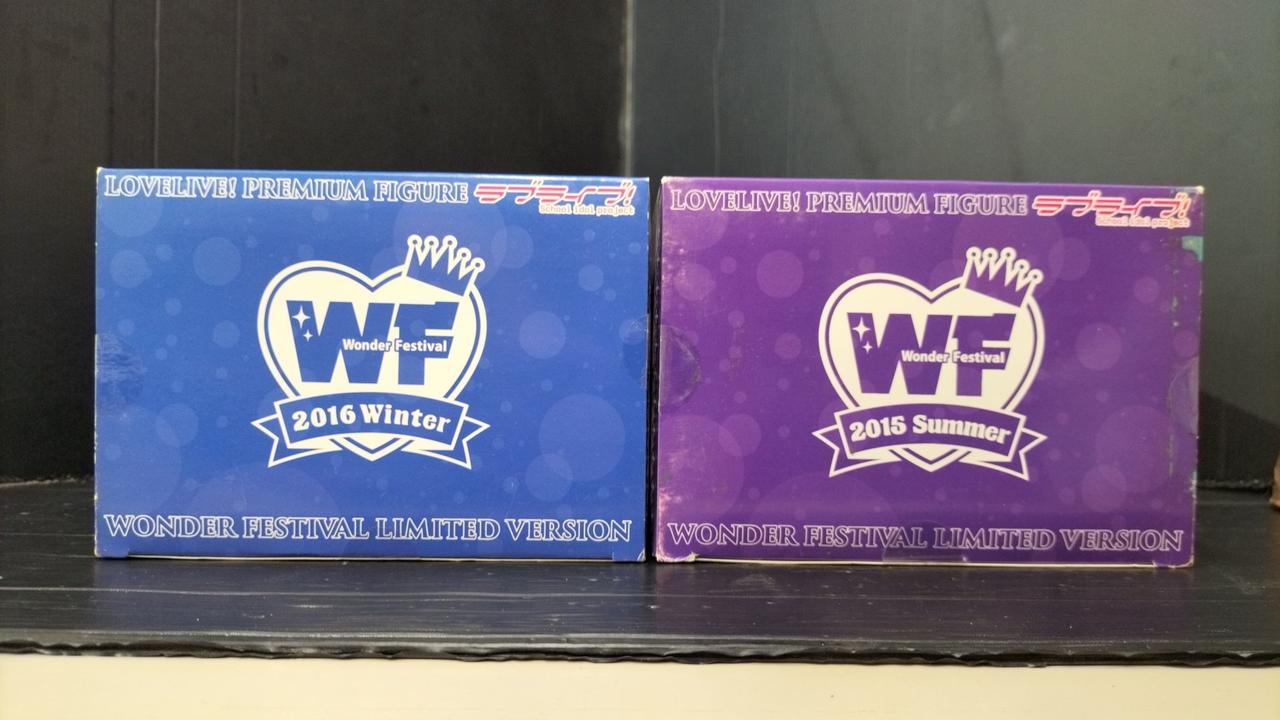 LOVELIVE! PREMIUM FIGURE ラブライブ!
School idol project
WF
Wonder Festival
2016 Winter
WONDER FESTIVAL LIMITED VERSION
LOVELIVE! PREMIUM FIGURE ラブライブ!
School idol project
WF
Wonder Festival
2015 Summer
WONDER FESTIVAL LIMITED VERSION